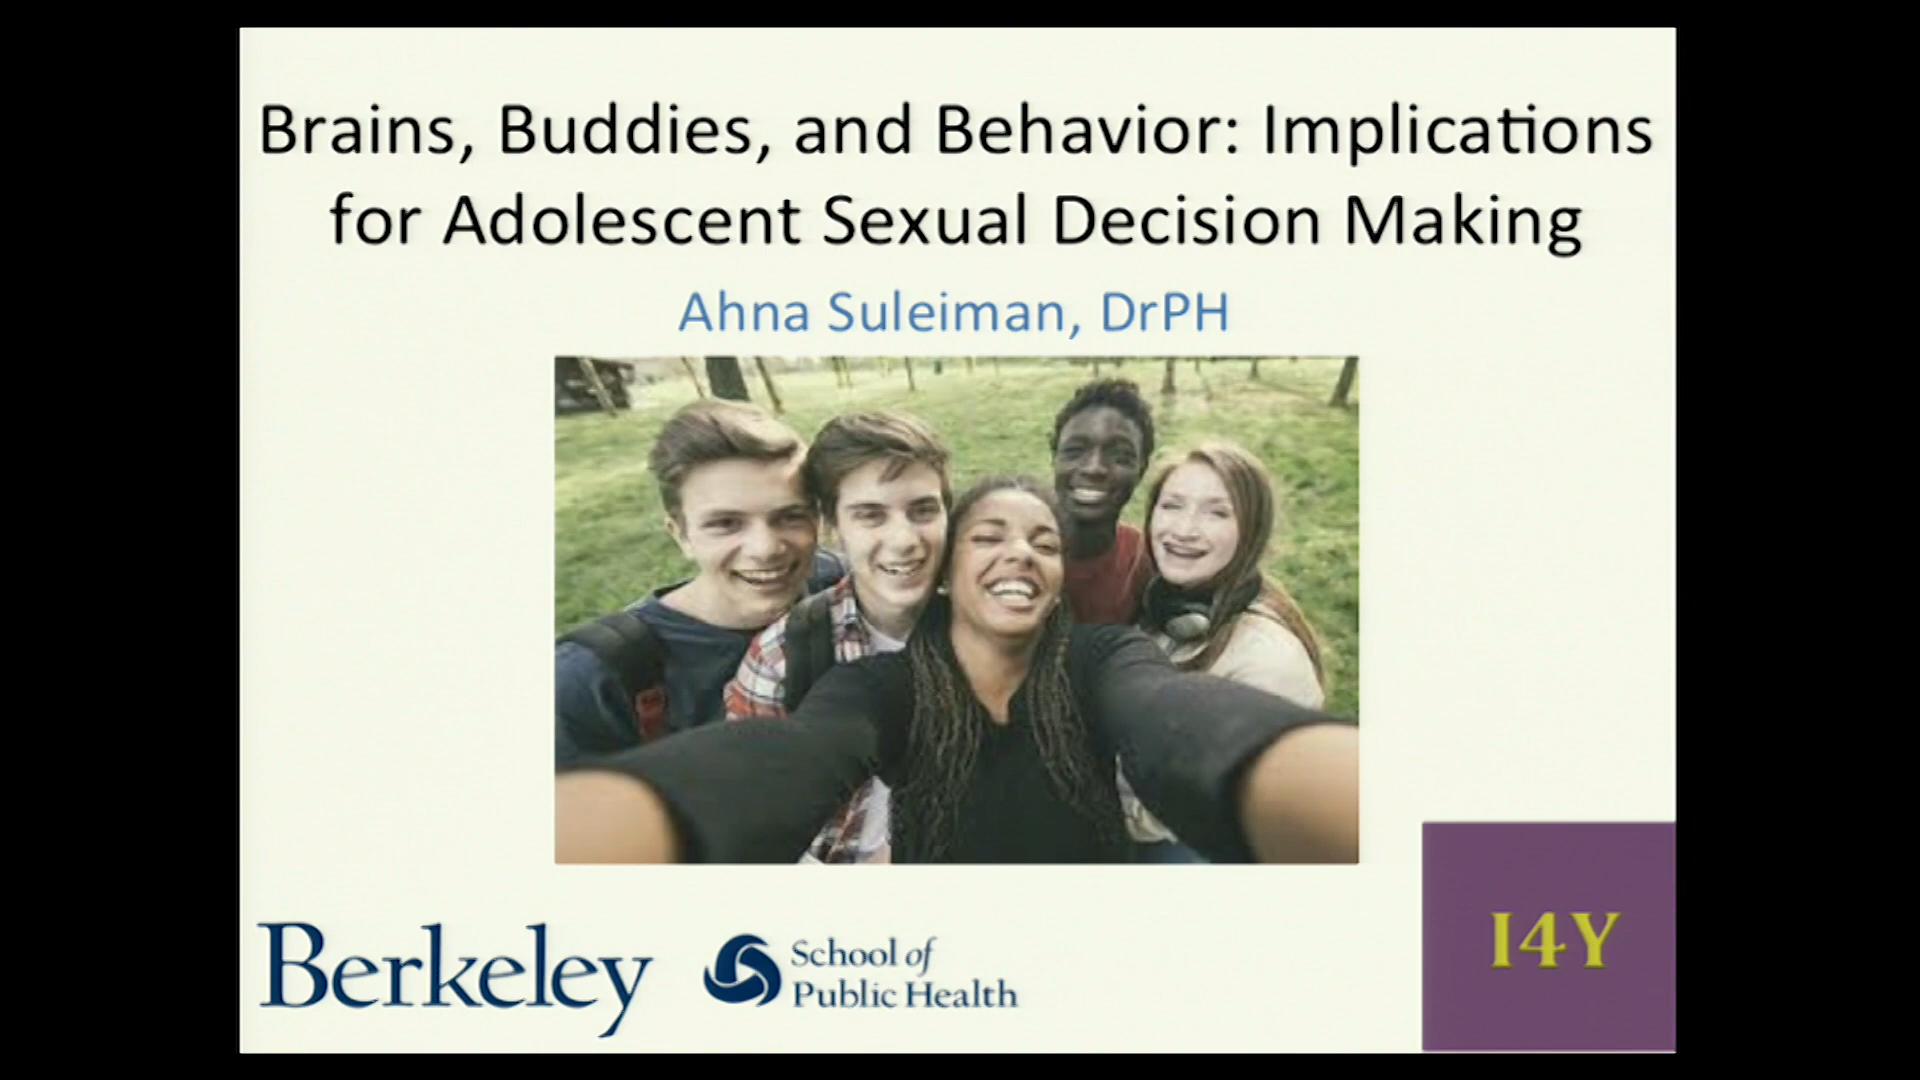 Brains, Buddies, and Behavior: Implications
for Adolescent Sexual Decision Making
Ahna Suleiman, DrPH
Berkeley
School of
Public Health
I4Y